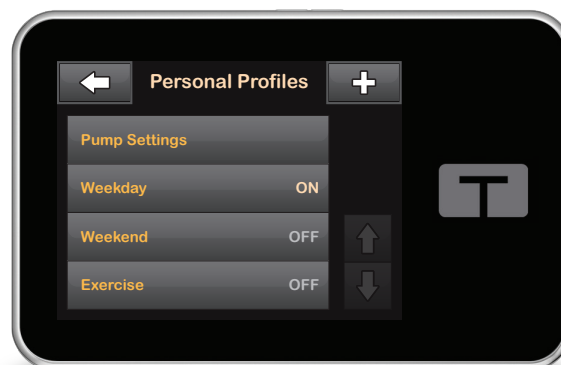 Personal Profiles
Pump Settings
Weekday ON
Weekend OFF
Exercise OFF
T